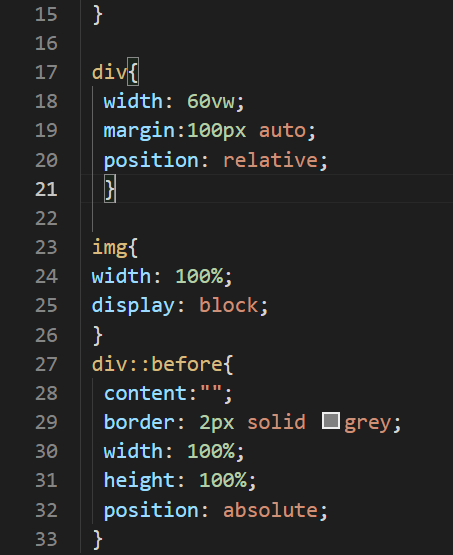 15 }
16
17 div{
18 width: 60vw;
19 margin:100px auto;
20 position: relative;
21 }
22
23 img{
24 width: 100%;
25 display: block;
26 }
27 div::before{
28 content:"";
29 border: 2px solid grey;
30 width: 100%;
31 height: 100%;
32 position: absolute;
33 }